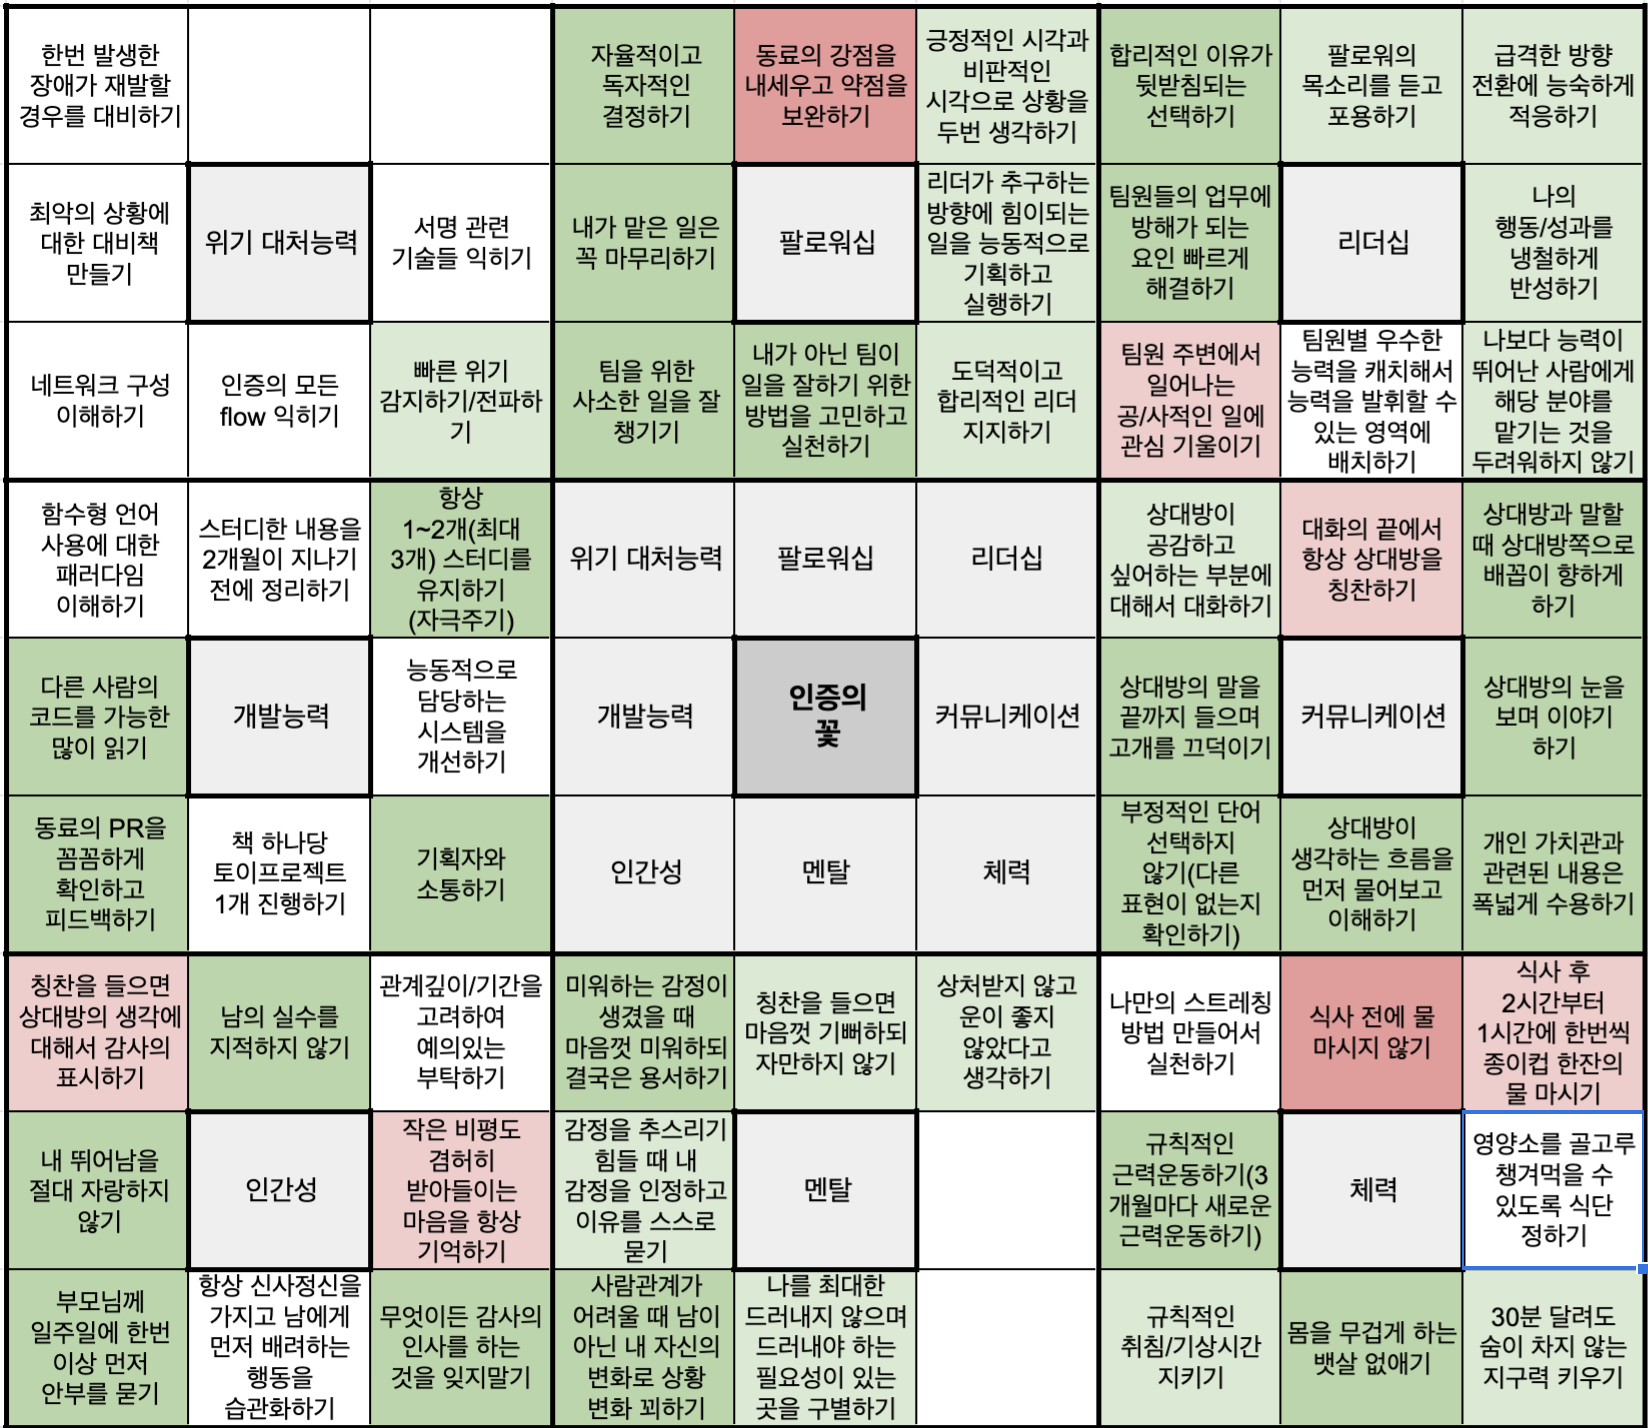 한번 발생한
장애가 재발할
경우를 대비하기
자율적이고
독자적인
결정하기
동료의 강점을
내세우고 약점을
보완하기
긍정적인 시각과
비판적인
시각으로 상황을
두번 생각하기
합리적인 이유가
뒷받침되는
선택하기
팔로워의
목소리를 듣고
포용하기
급격한 방향
전환에 능숙하게
적응하기
최악의 상황에
대한 대비책
만들기
위기 대처능력
서명 관련
기술들 익히기
내가 맡은 일은
꼭 마무리하기
팔로워십
리더가 추구하는
방향에 힘이되는
일을 능동적으로
기획하고
실행하기
팀원들의 업무에
방해가 되는
요인 빠르게
해결하기
리더십
나의
행동/성과를
냉철하게
반성하기
네트워크 구성
이해하기
인증의 모든
flow 익히기
빠른 위기
감지하기/전파하
기
팀을 위한
사소한 일을 잘
챙기기
내가 아닌 팀이
일을 잘하기 위한
방법을 고민하고
실천하기
도덕적이고
합리적인 리더
지지하기
팀원 주변에서
일어나는
공/사적인 일에
관심 기울이기
팀원별 우수한
능력을 캐치해서
능력을 발휘할 수
있는 영역에
배치하기
나보다 능력이
뛰어난 사람에게
해당 분야를
맡기는 것을
두려워하지 않기
함수형 언어
사용에 대한
패러다임
이해하기
스터디한 내용을
2개월이 지나기
전에 정리하기
항상
1~2개(최대
3개) 스터디를
유지하기
(자극주기)
위기 대처능력
팔로워십
리더십
상대방이
공감하고
싶어하는 부분에
대해서 대화하기
대화의 끝에서
항상 상대방을
칭찬하기
상대방과 말할
때 상대방쪽으로
배꼽이 향하게
하기
다른 사람의
코드를 가능한
많이 읽기
개발능력
능동적으로
담당하는
시스템을
개선하기
개발능력
인증의
꽃
커뮤니케이션
상대방의 말을
끝까지 들으며
고개를 끄덕이기
커뮤니케이션
상대방의 눈을
보며 이야기
하기
동료의 PR을
꼼꼼하게
확인하고
피드백하기
책 하나당
토이프로젝트
1개 진행하기
기획자와
소통하기
인간성
멘탈
체력
부정적인 단어
선택하지
않기(다른
표현이 없는지
확인하기)
상대방이
생각하는 흐름을
먼저 물어보고
이해하기
개인 가치관과
관련된 내용은
폭넓게 수용하기
칭찬을 들으면
상대방의 생각에
대해서 감사의
표시하기
남의 실수를
지적하지 않기
관계깊이/기간을
고려하여
예의있는
부탁하기
미워하는 감정이
생겼을 때
마음껏 미워하되
결국은 용서하기
칭찬을 들으면
마음껏 기뻐하되
자만하지 않기
상처받지 않고
운이 좋지
않았다고
생각하기
나만의 스트레칭
방법 만들어서
실천하기
식사 전에 물
마시지 않기
식사 후
2시간부터
1시간에 한번씩
종이컵 한잔의
물 마시기
내 뛰어남을
절대 자랑하지
않기
인간성
작은 비평도
겸허히
받아들이는
마음을 항상
기억하기
감정을 추스리기
힘들 때 내
감정을 인정하고
이유를 스스로
묻기
멘탈
규칙적인
근력운동하기(3
개월마다 새로운
근력운동하기)
체력
영양소를 골고루
챙겨먹을 수
있도록 식단
정하기
부모님께
일주일에 한번
이상 먼저
안부를 묻기
항상 신사정신을
가지고 남에게
먼저 배려하는
행동을
습관화하기
무엇이든 감사의
인사를 하는
것을 잊지말기
사람관계가
어려울 때 남이
아닌 내 자신의
변화로 상황
변화 꾀하기
나를 최대한
드러내지 않으며
드러내야 하는
필요성이 있는
곳을 구별하기
규칙적인
취침/기상시간
지키기
몸을 무겁게 하는
뱃살 없애기
30분 달려도
숨이 차지 않는
지구력 키우기